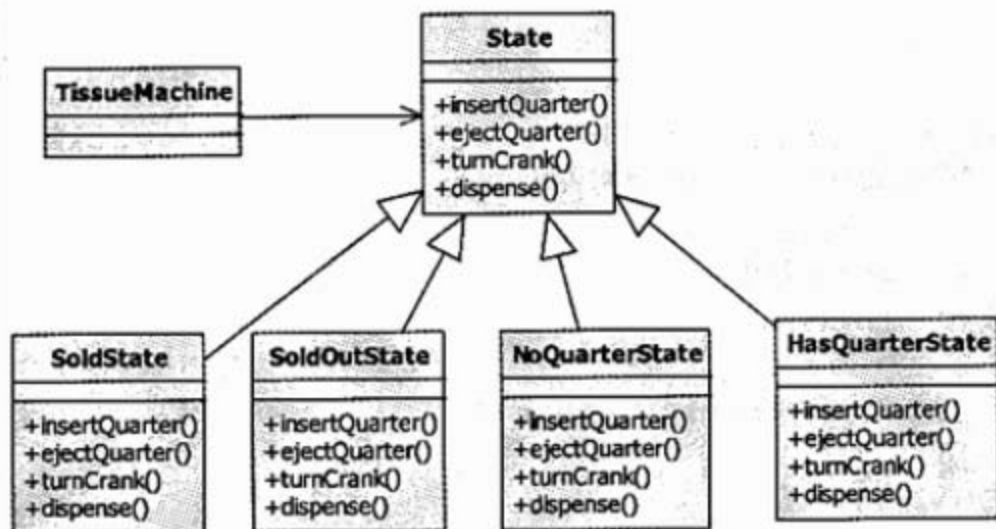 State
+insertQuarter()
+ejectQuarter()
+turnCrank()
+dispense()
TissueMachine
SoldState
+insertQuarter()
+ejectQuarter()
+turnCrank()
+dispense()
SoldOutState
+insertQuarter()
+ejectQuarter()
+turnCrank()
+dispense()
NoQuarterState
+insertQuarter()
+ejectQuarter()
+turnCrank()
+dispense()
HasQuarterState
+insertQuarter()
+ejectQuarter()
+turnCrank()
+dispense()